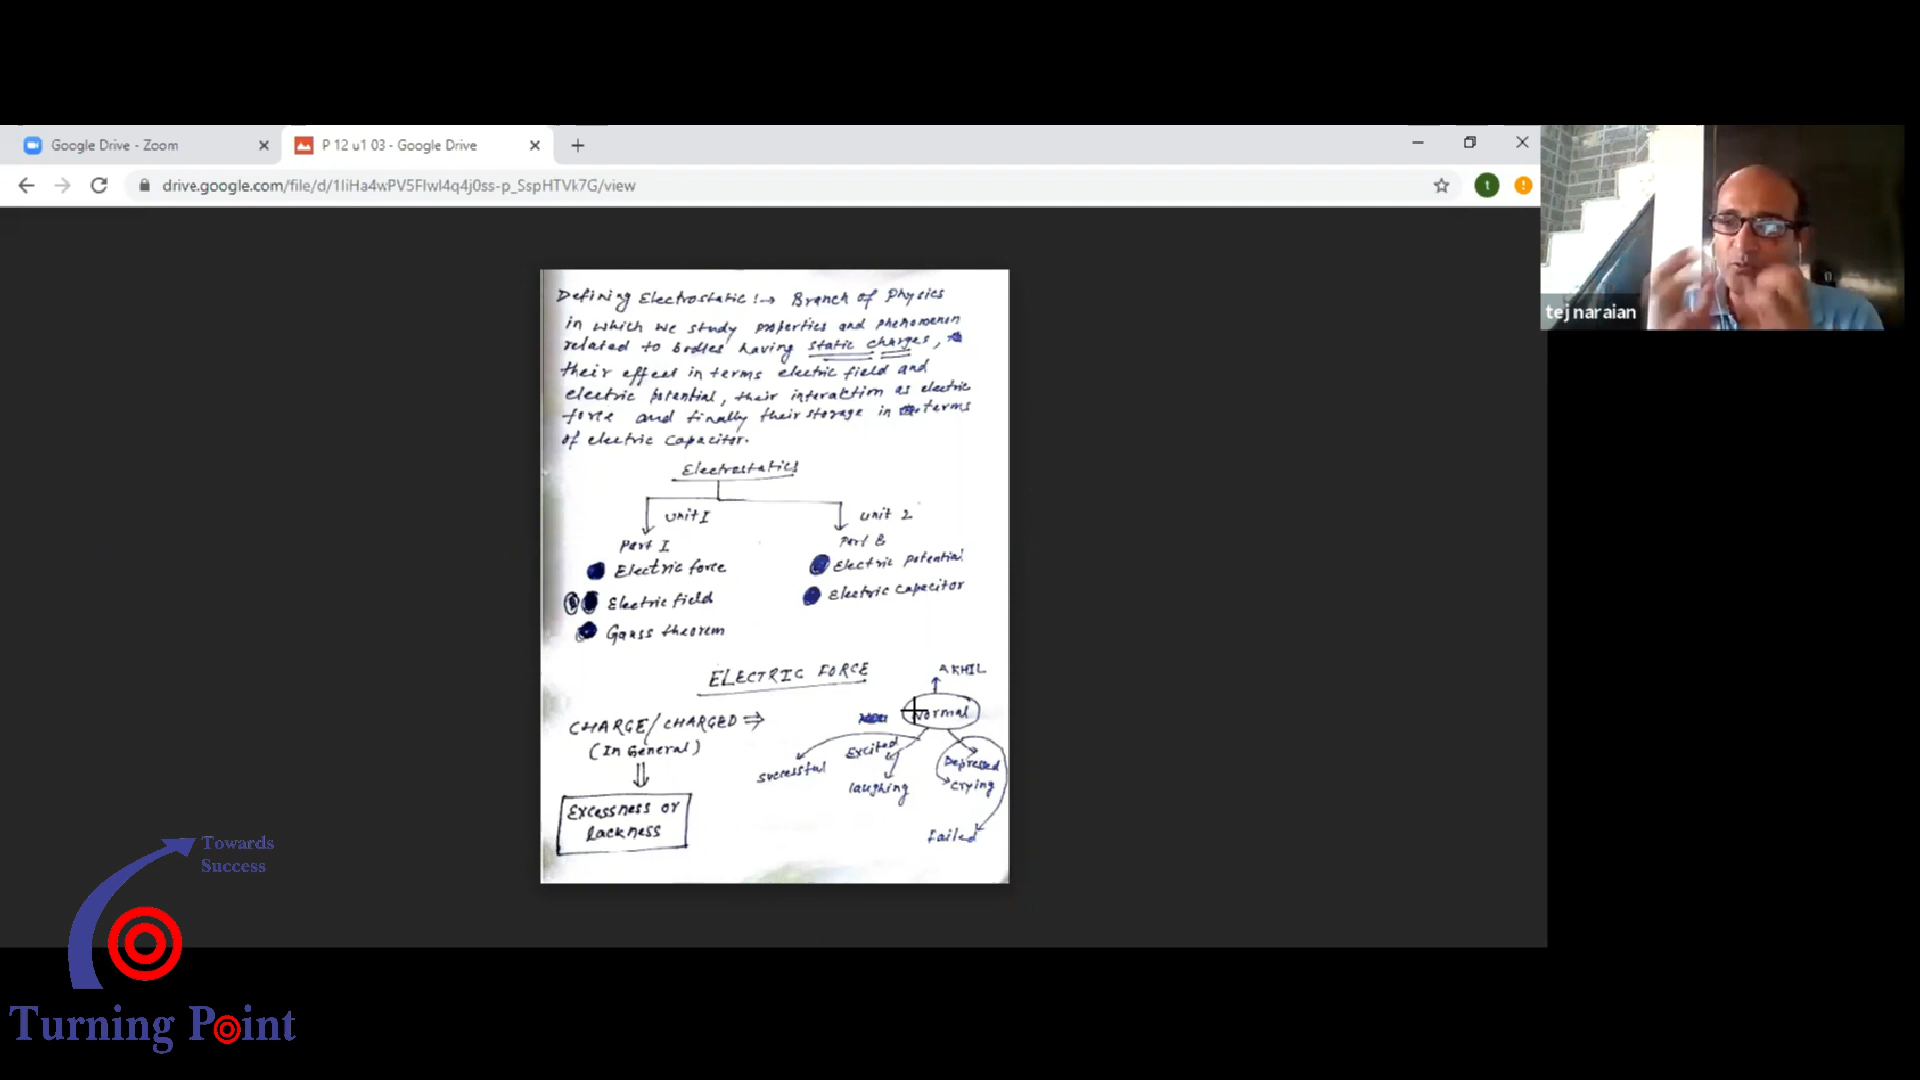 Google Drive - Zoom
P 12 u1 03 - Google Drive
drive.google.com/file/d/1IiHa4wPV5FIwl4q4j0ss-p_SspHTVk7G/view
t
tej naraian
Defining Electrostatic :→ Branch of Physics
in which we study properties and phenomenon
related to bodies having static charges,
their effect in terms electric field and
electric potential, their interaction as electric
force and finally their storage in terms
of electric capacitor.
Electrostatics
Unit I
unit 2
Part I
Part B
Electric force
Electric potential
Electric field
Electric capacitor
Gauss theorem
ELECTRIC FORCE
AKHIL
Normal
CHARGE/CHARGED ⇒
(In General)
Excited
Depressed
successful
laughing
crying
Excessness or
lackness
failed
Towards
Success
Turning Point